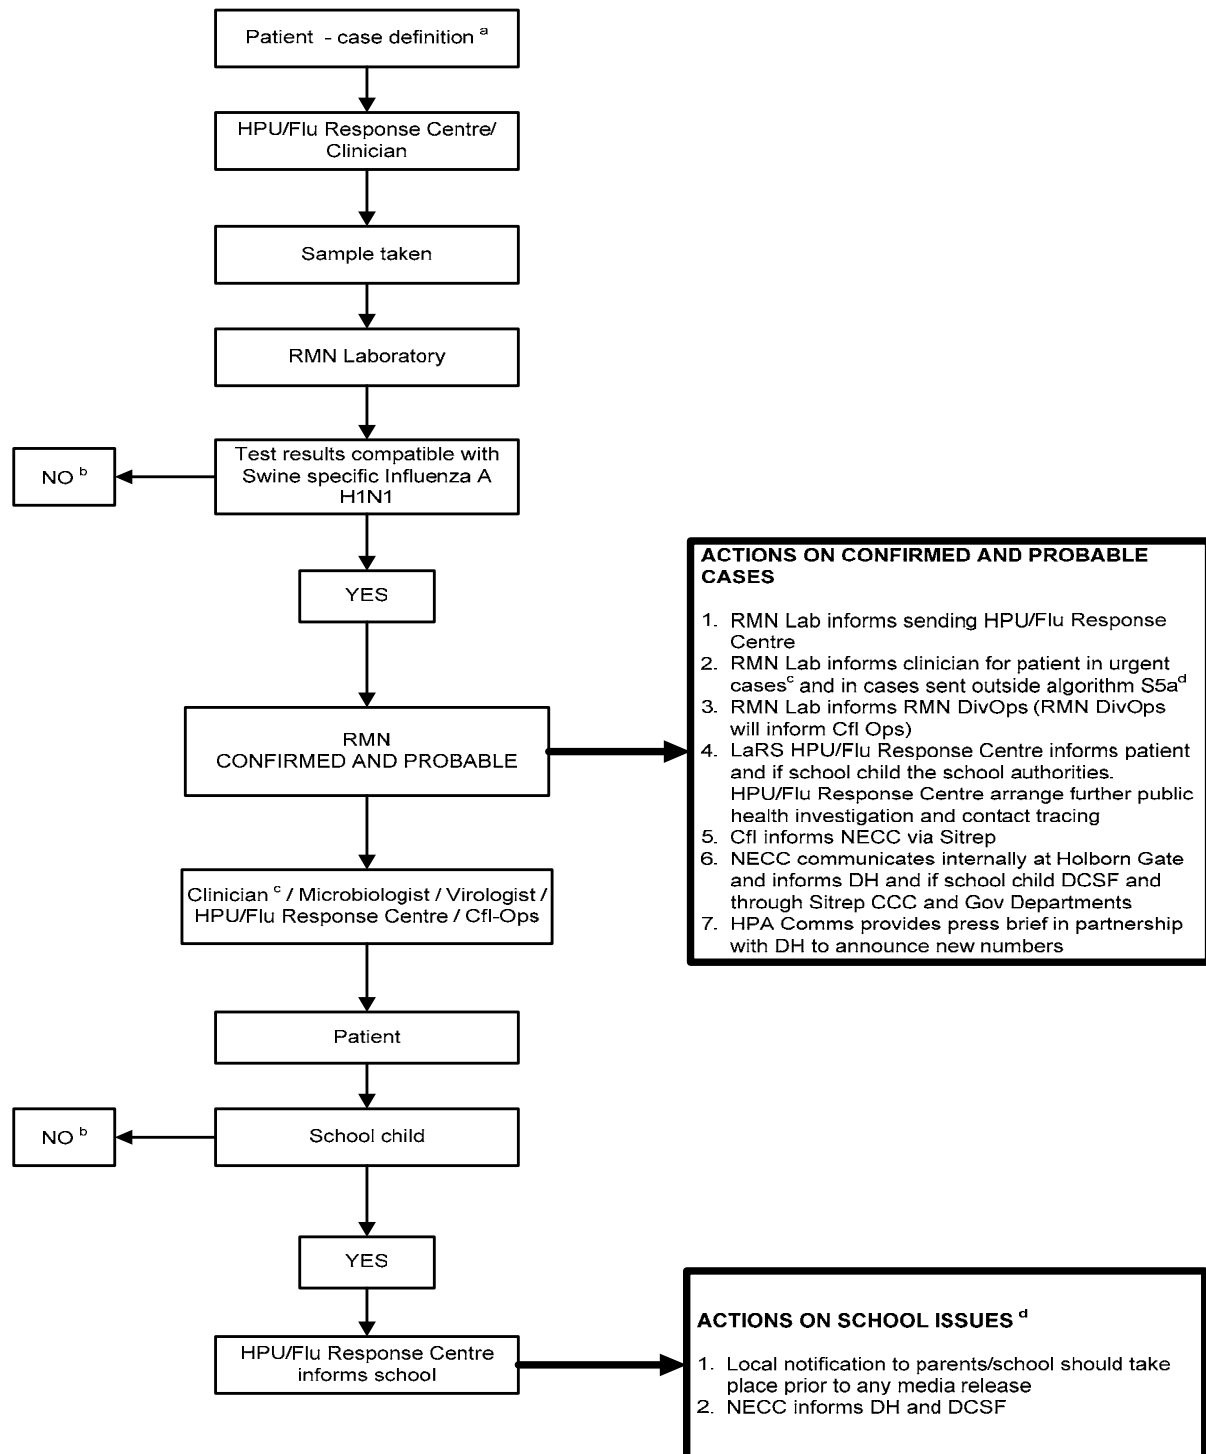 Patient - case definition a
HPU/Flu Response Centre/
Clinician
Sample taken
RMN Laboratory
Test results compatible with
Swine specific Influenza A
H1N1
NO b
YES
RMN
CONFIRMED AND PROBABLE
ACTIONS ON CONFIRMED AND PROBABLE
CASES
1. RMN Lab informs sending HPU/Flu Response
Centre
2. RMN Lab informs clinician for patient in urgent
cases c and in cases sent outside algorithm S5a d
3. RMN Lab informs RMN DivOps (RMN DivOps
will inform CfI Ops)
4. LaRS HPU/Flu Response Centre informs patient
and if school child the school authorities.
HPU/Flu Response Centre arrange further public
health investigation and contact tracing
5. CfI informs NECC via Sitrep
6. NECC communicates internally at Holborn Gate
and informs DH and if school child DCSF and
through Sitrep CCC and Gov Departments
7. HPA Comms provides press brief in partnership
with DH to announce new numbers
Clinician c / Microbiologist / Virologist /
HPU/Flu Response Centre / CfI-Ops
Patient
School child
NO b
YES
HPU/Flu Response Centre
informs school
ACTIONS ON SCHOOL ISSUES d
1. Local notification to parents/school should take
place prior to any media release
2. NECC informs DH and DCSF